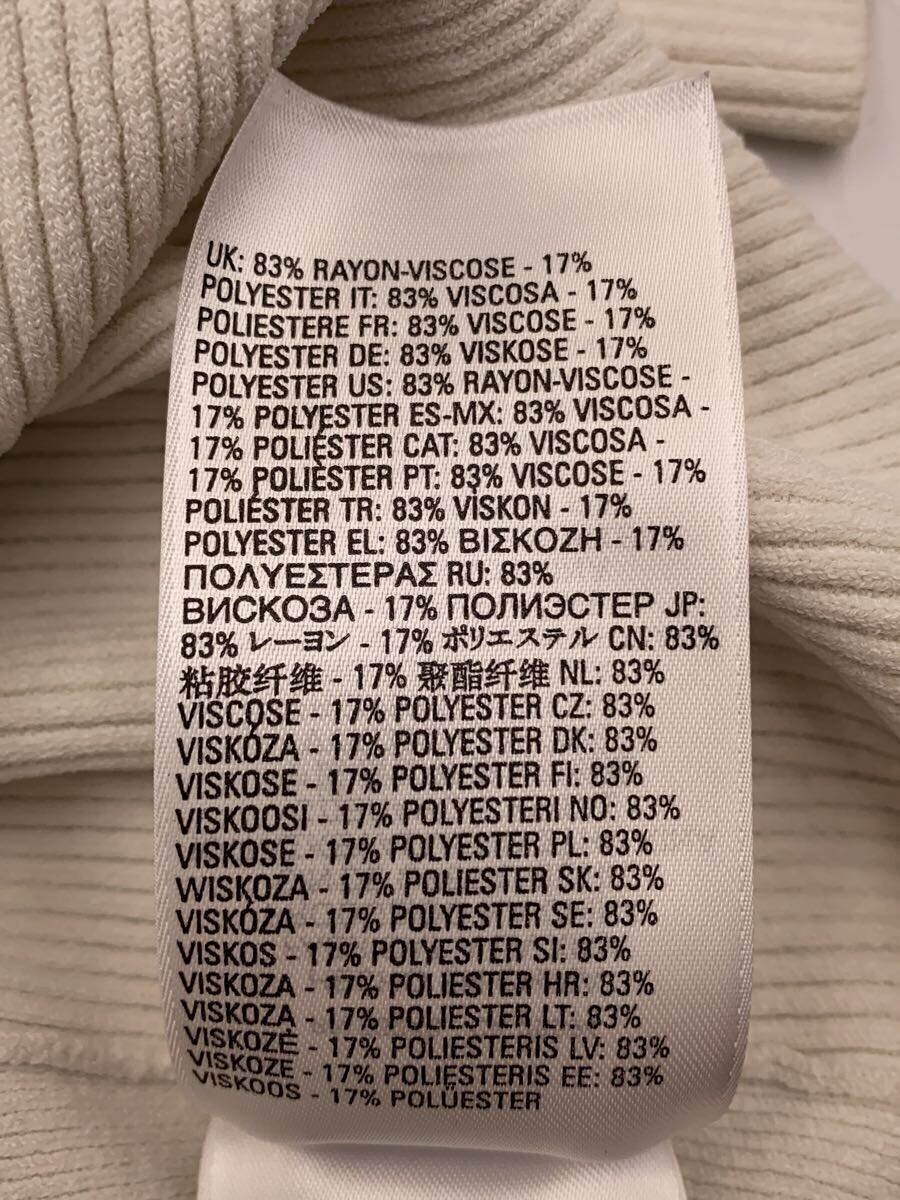 UK: 83% RAYON-VISCOSE - 17%
POLYESTER IT: 83% VISCOSA - 17%
POLIESTERE FR: 83% VISCOSE - 17%
POLYESTER DE: 83% VISKOSE - 17%
POLYESTER US: 83% RAYON-VISCOSE -
17% POLYESTER ES-MX: 83% VISCOSA -
17% POLIÉSTER CAT: 83% VISCOSA -
17% POLIÈSTER PT: 83% VISCOSE - 17%
POLIÉSTER TR: 83% VİSKON - 17%
POLYESTER EL: 83% ΒΙΣΚΟΖΗ - 17%
ΠΟΛΥΕΣΤΕΡΑΣ RU: 83%
ВИСКОЗА - 17% ПОЛИЭСТЕР JP:
83% レーヨン - 17% ポリエステル CN: 83%
粘胶纤维 - 17% 聚酯纤维 NL: 83%
VISCOSE - 17% POLYESTER CZ: 83%
VISKÓZA - 17% POLYESTER DK: 83%
VISKOSE - 17% POLYESTER FI: 83%
VISKOOSI - 17% POLYESTERI NO: 83%
VISKOSE - 17% POLYESTER PL: 83%
WISKOZA - 17% POLIESTER SK: 83%
VISKÓZA - 17% POLYESTER SE: 83%
VISKOS - 17% POLYESTER SI: 83%
VISKOZA - 17% POLIESTER HR: 83%
VISKOZA - 17% POLIESTER LT: 83%
VISKOZĖ - 17% POLIESTERIS LV: 83%
VISKOZE - 17% POLIESTERIS EE: 83%
VISKOOS - 17% POLÜESTER